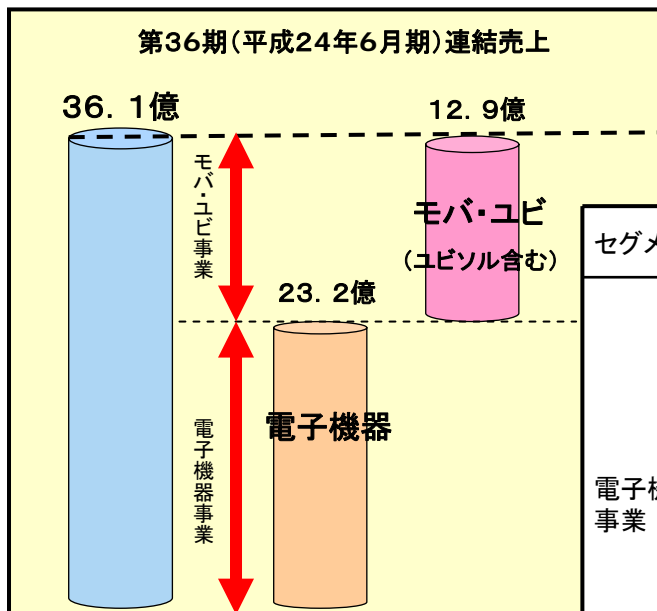 第36期(平成24年6月期)連結売上
36.1億
12.9億
モバ・ユビ事業
モバ・ユビ
(ユビソル含む)
セグメ
23.2億
電子機器
電子機器事業
電子機
事業